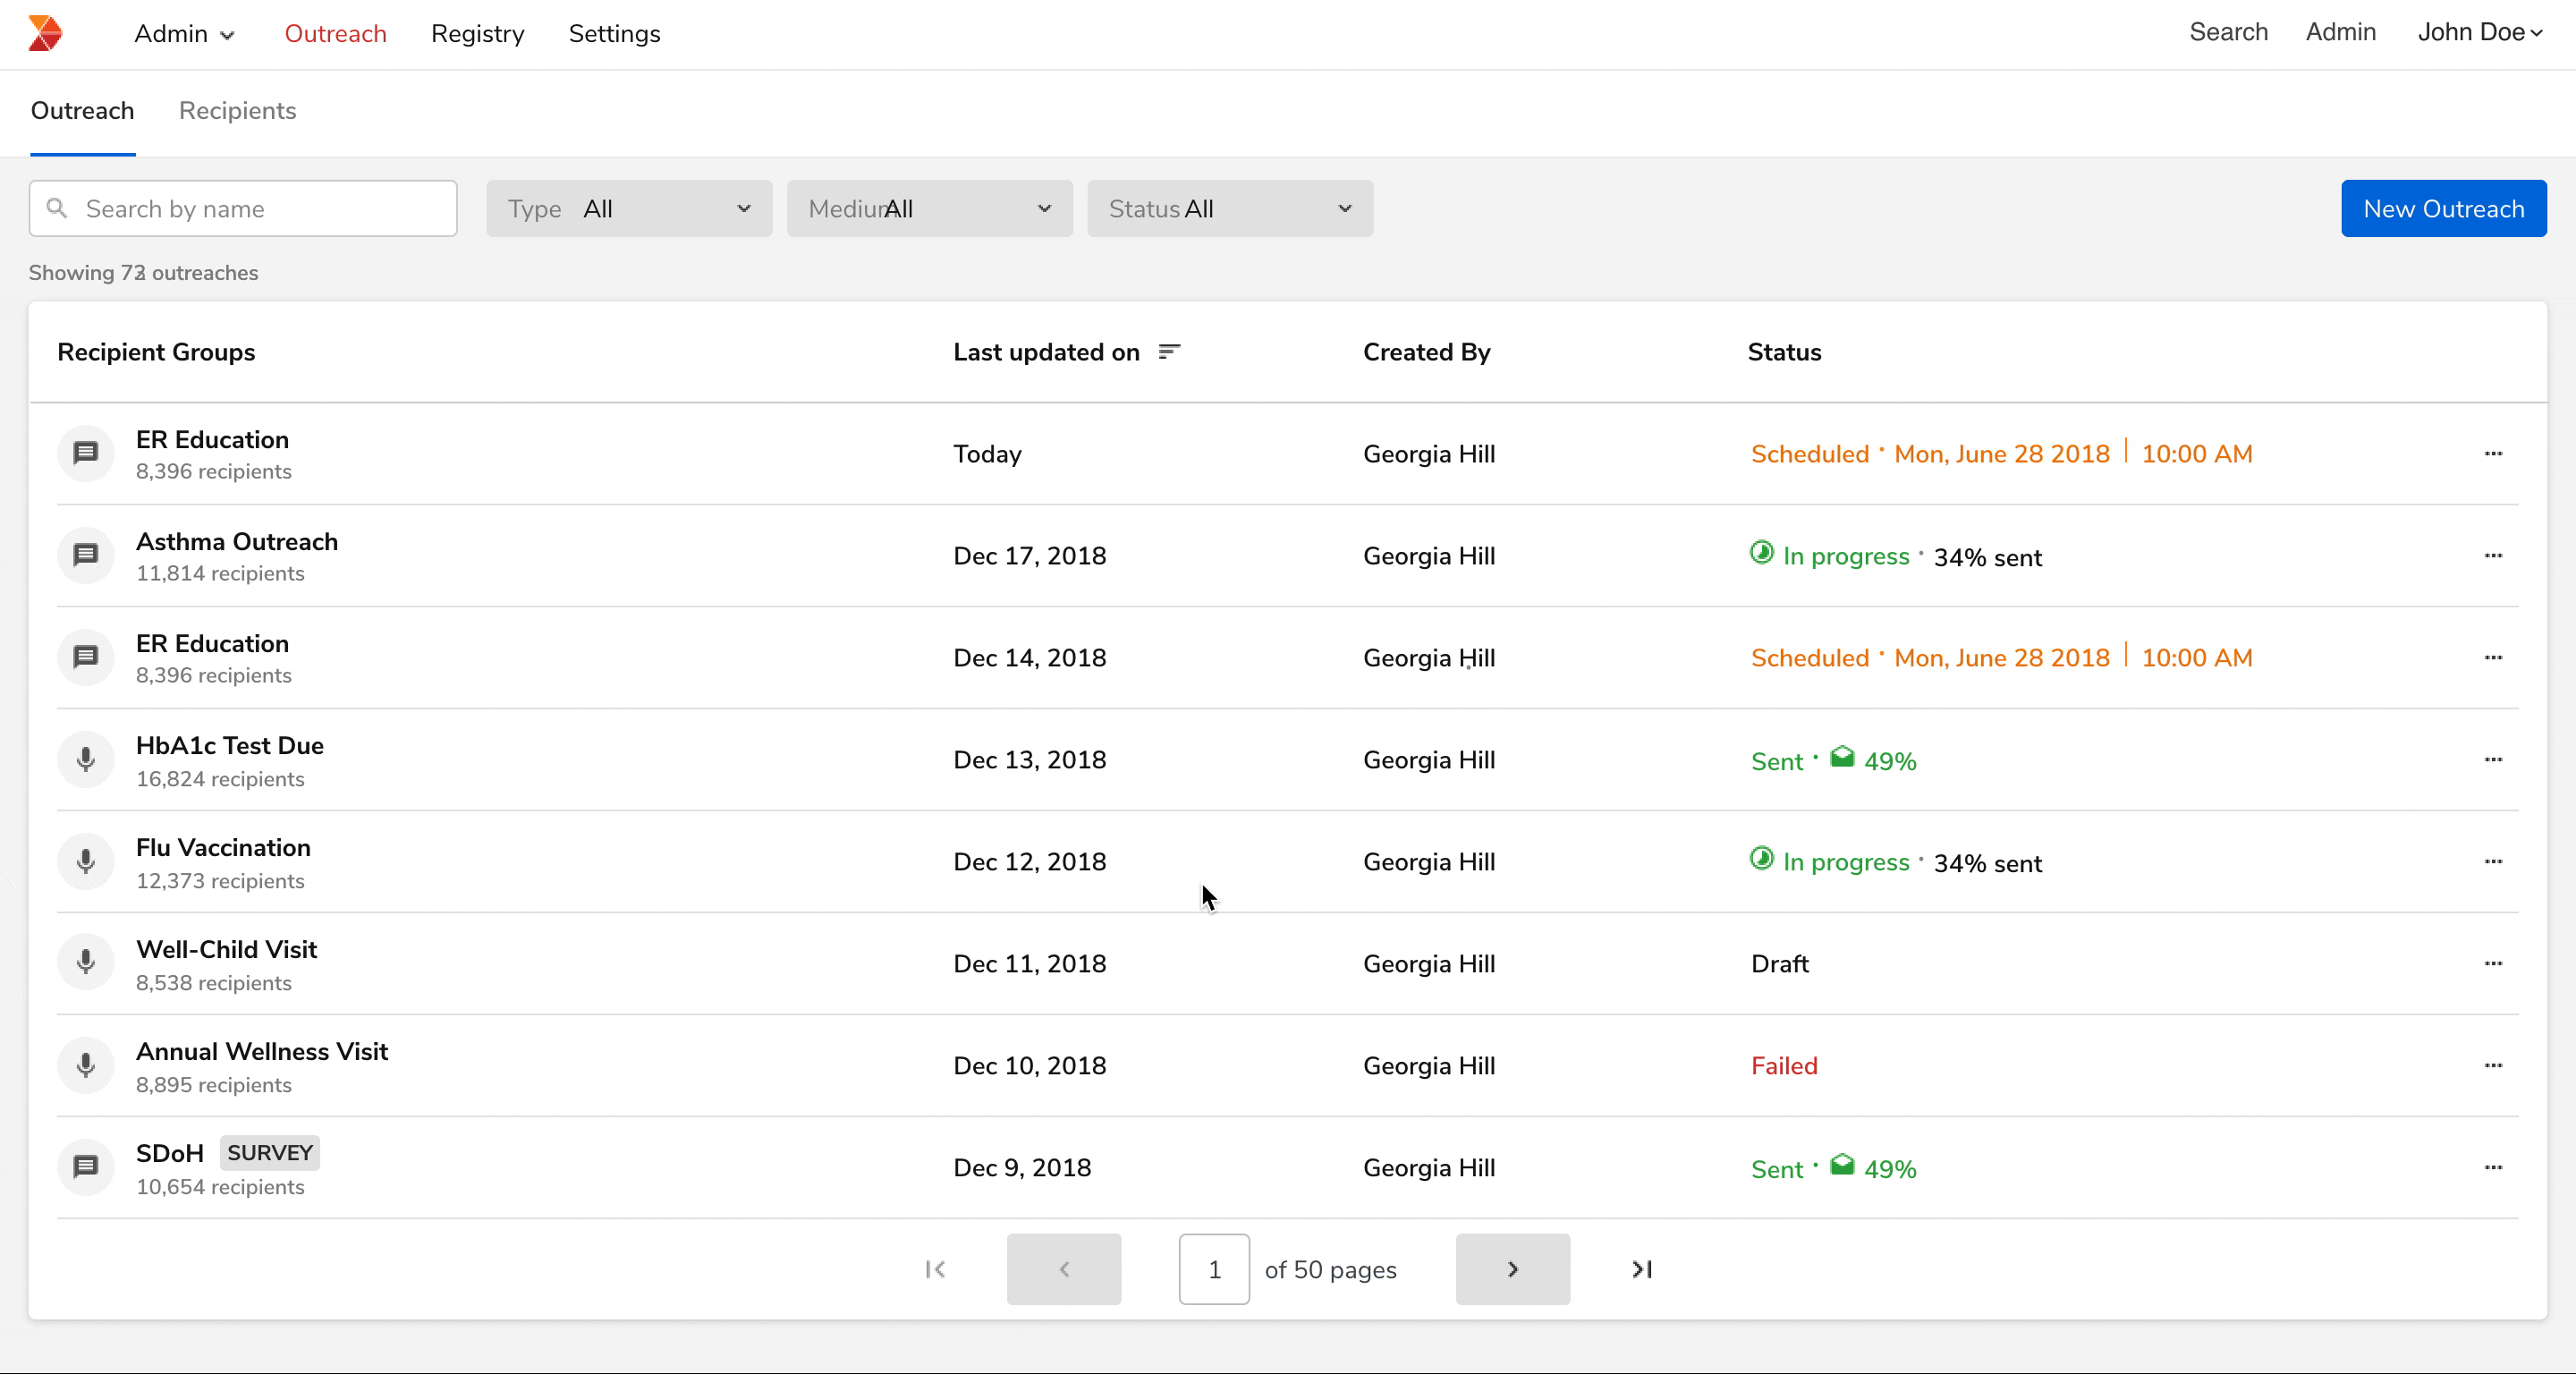 Admin Outreach Registry Settings Search Admin John Doe
Outreach Recipients
Search by name Type All Medium All Status All New Outreach
Showing outreaches
Recipient Groups Last updated on Created By Status
ER Education
8,396 recipients
Today Georgia Hill Scheduled · Mon, June 28 2018 | 10:00 AM
Asthma Outreach
11,814 recipients
Dec 17, 2018 Georgia Hill In progress · 34% sent
ER Education
8,396 recipients
Dec 14, 2018 Georgia Hill Scheduled · Mon, June 28 2018 | 10:00 AM
HbA1c Test Due
16,824 recipients
Dec 13, 2018 Georgia Hill Sent · 49%
Flu Vaccination
12,373 recipients
Dec 12, 2018 Georgia Hill In progress · 34% sent
Well-Child Visit
8,538 recipients
Dec 11, 2018 Georgia Hill Draft
Annual Wellness Visit
8,895 recipients
Dec 10, 2018 Georgia Hill Failed
SDoH SURVEY
10,654 recipients
Dec 9, 2018 Georgia Hill Sent · 49%
1 of 50 pages